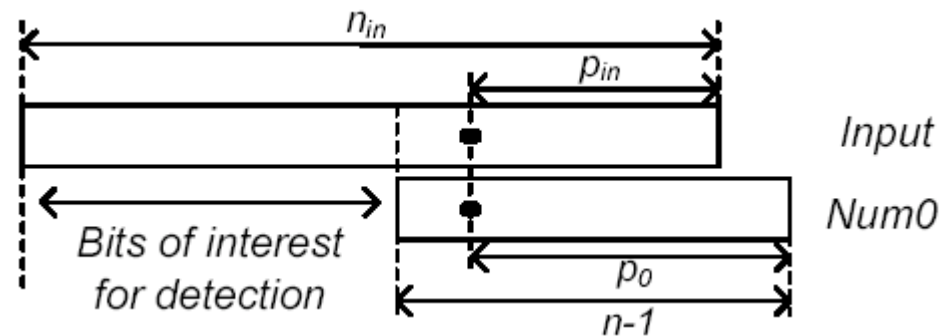 n_in
p_in
Input
Num0
Bits of interest
for detection
p_0
n-1